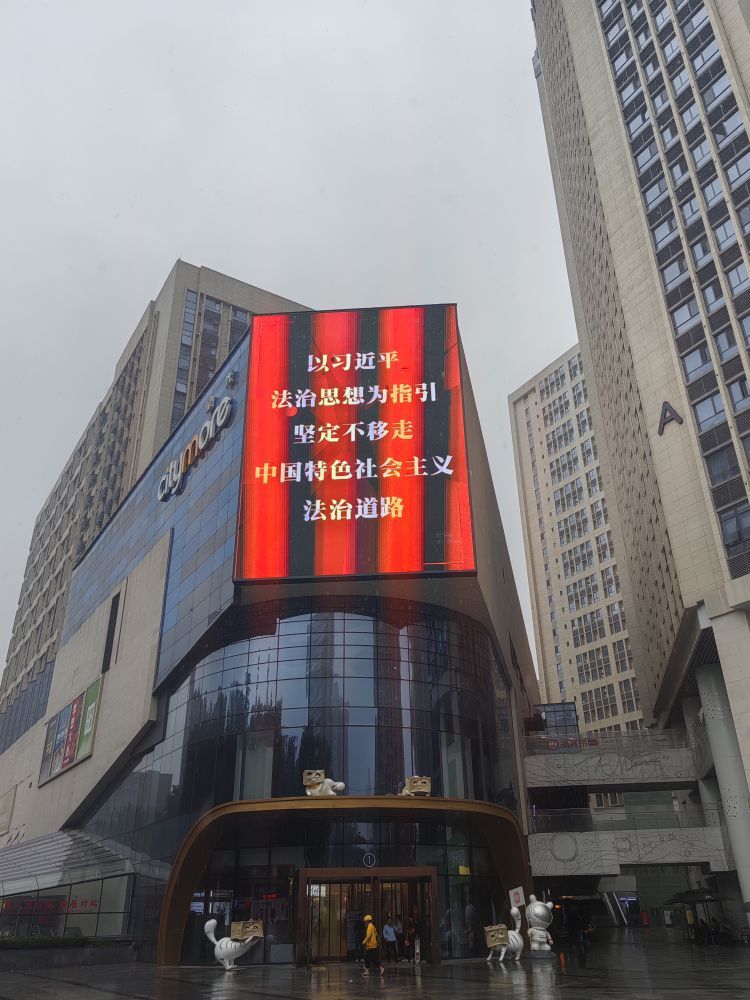 以习近平
法治思想为指引
坚定不移走
中国特色社会主义
法治道路
citymore
A
1